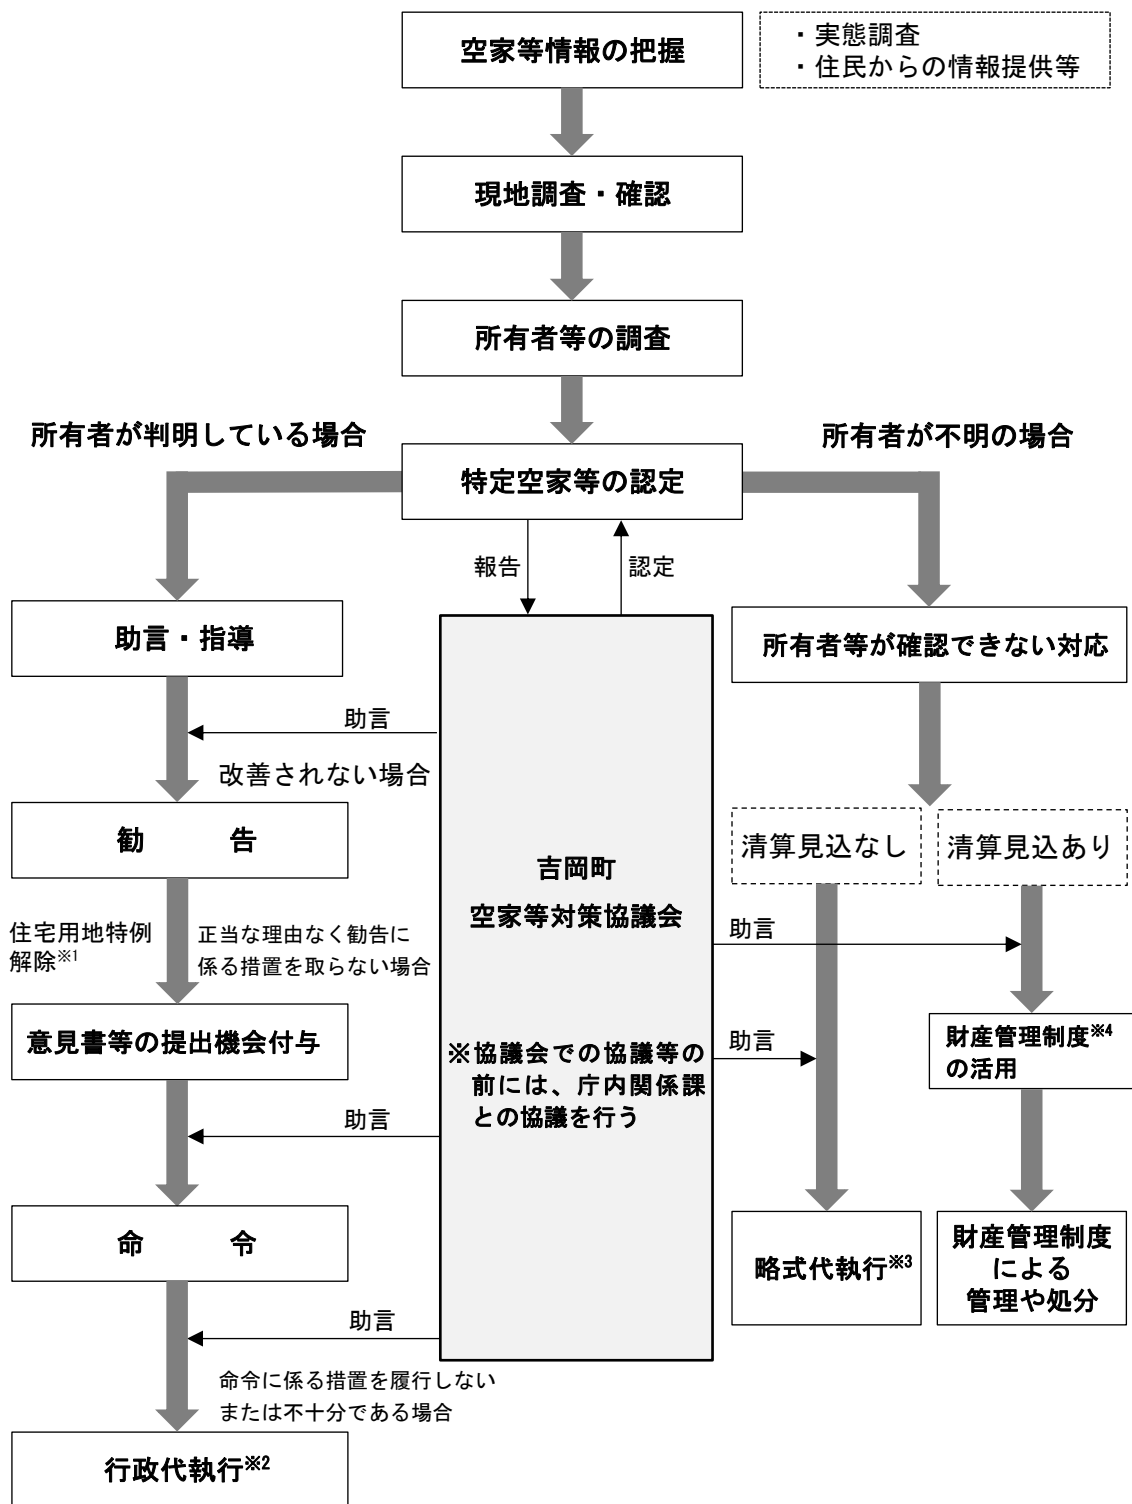 空家等情報の把握
・実態調査
・住民からの情報提供等
現地調査・確認
所有者等の調査
所有者が判明している場合
所有者が不明の場合
特定空家等の認定
報告
認定
助言・指導
所有者等が確認できない対応
助言
改善されない場合
勧 告
清算見込なし
清算見込あり
吉岡町
空家等対策協議会
住宅用地特例
解除※1
正当な理由なく勧告に
係る措置を取らない場合
助言
意見書等の提出機会付与
※協議会での協議等の
前には、庁内関係課
との協議を行う
助言
財産管理制度※4
の活用
助言
命 令
略式代執行※3
財産管理制度
による
管理や処分
助言
命令に係る措置を履行しない
または不十分である場合
行政代執行※2